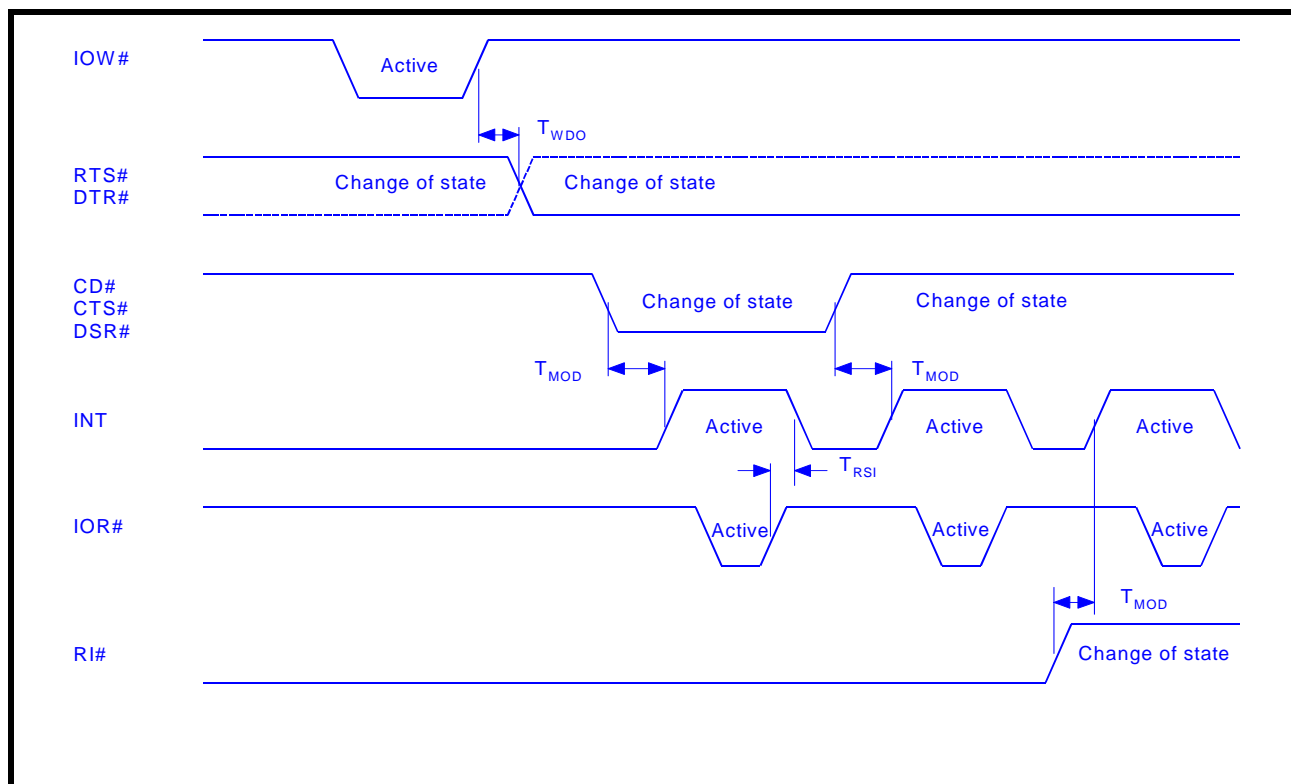 IOW#
Active
TWDO
RTS#
DTR#
Change of state
Change of state
CD#
CTS#
DSR#
Change of state
Change of state
TMOD
TMOD
INT
Active
Active
Active
TRSI
IOR#
Active
Active
Active
TMOD
RI#
Change of state